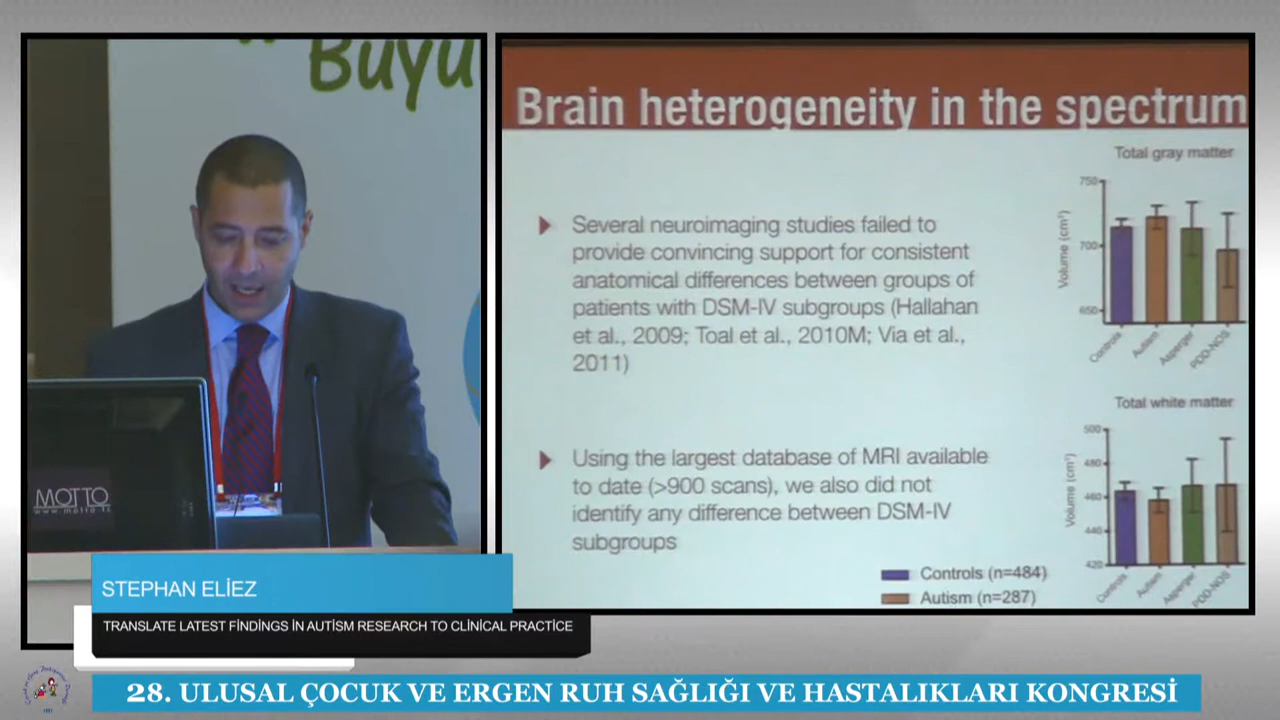 Büyü
Brain heterogeneity in the spectrum
Total gray matter
750
700
650
Volume (cm³)
Controls
Autism
Asperger
PDD-NOS
Several neuroimaging studies failed to
provide convincing support for consistent
anatomical differences between groups of
patients with DSM-IV subgroups (Hallahan
et al., 2009; Toal et al., 2010M; Via et al.,
2011)
Total white matter
500
480
460
440
420
Volume (cm³)
Controls
Autism
Asperger
PDD-NOS
Using the largest database of MRI available
to date (>900 scans), we also did not
identify any difference between DSM-IV
subgroups
Controls (n=484)
Autism (n=287)
MOTTO
STEPHAN ELİEZ
TRANSLATE LATEST FİNDİNGS İN AUTİSM RESEARCH TO CLİNİCAL PRACTİCE
28. ULUSAL ÇOCUK VE ERGEN RUH SAĞLIĞI VE HASTALIKLARI KONGRESİ